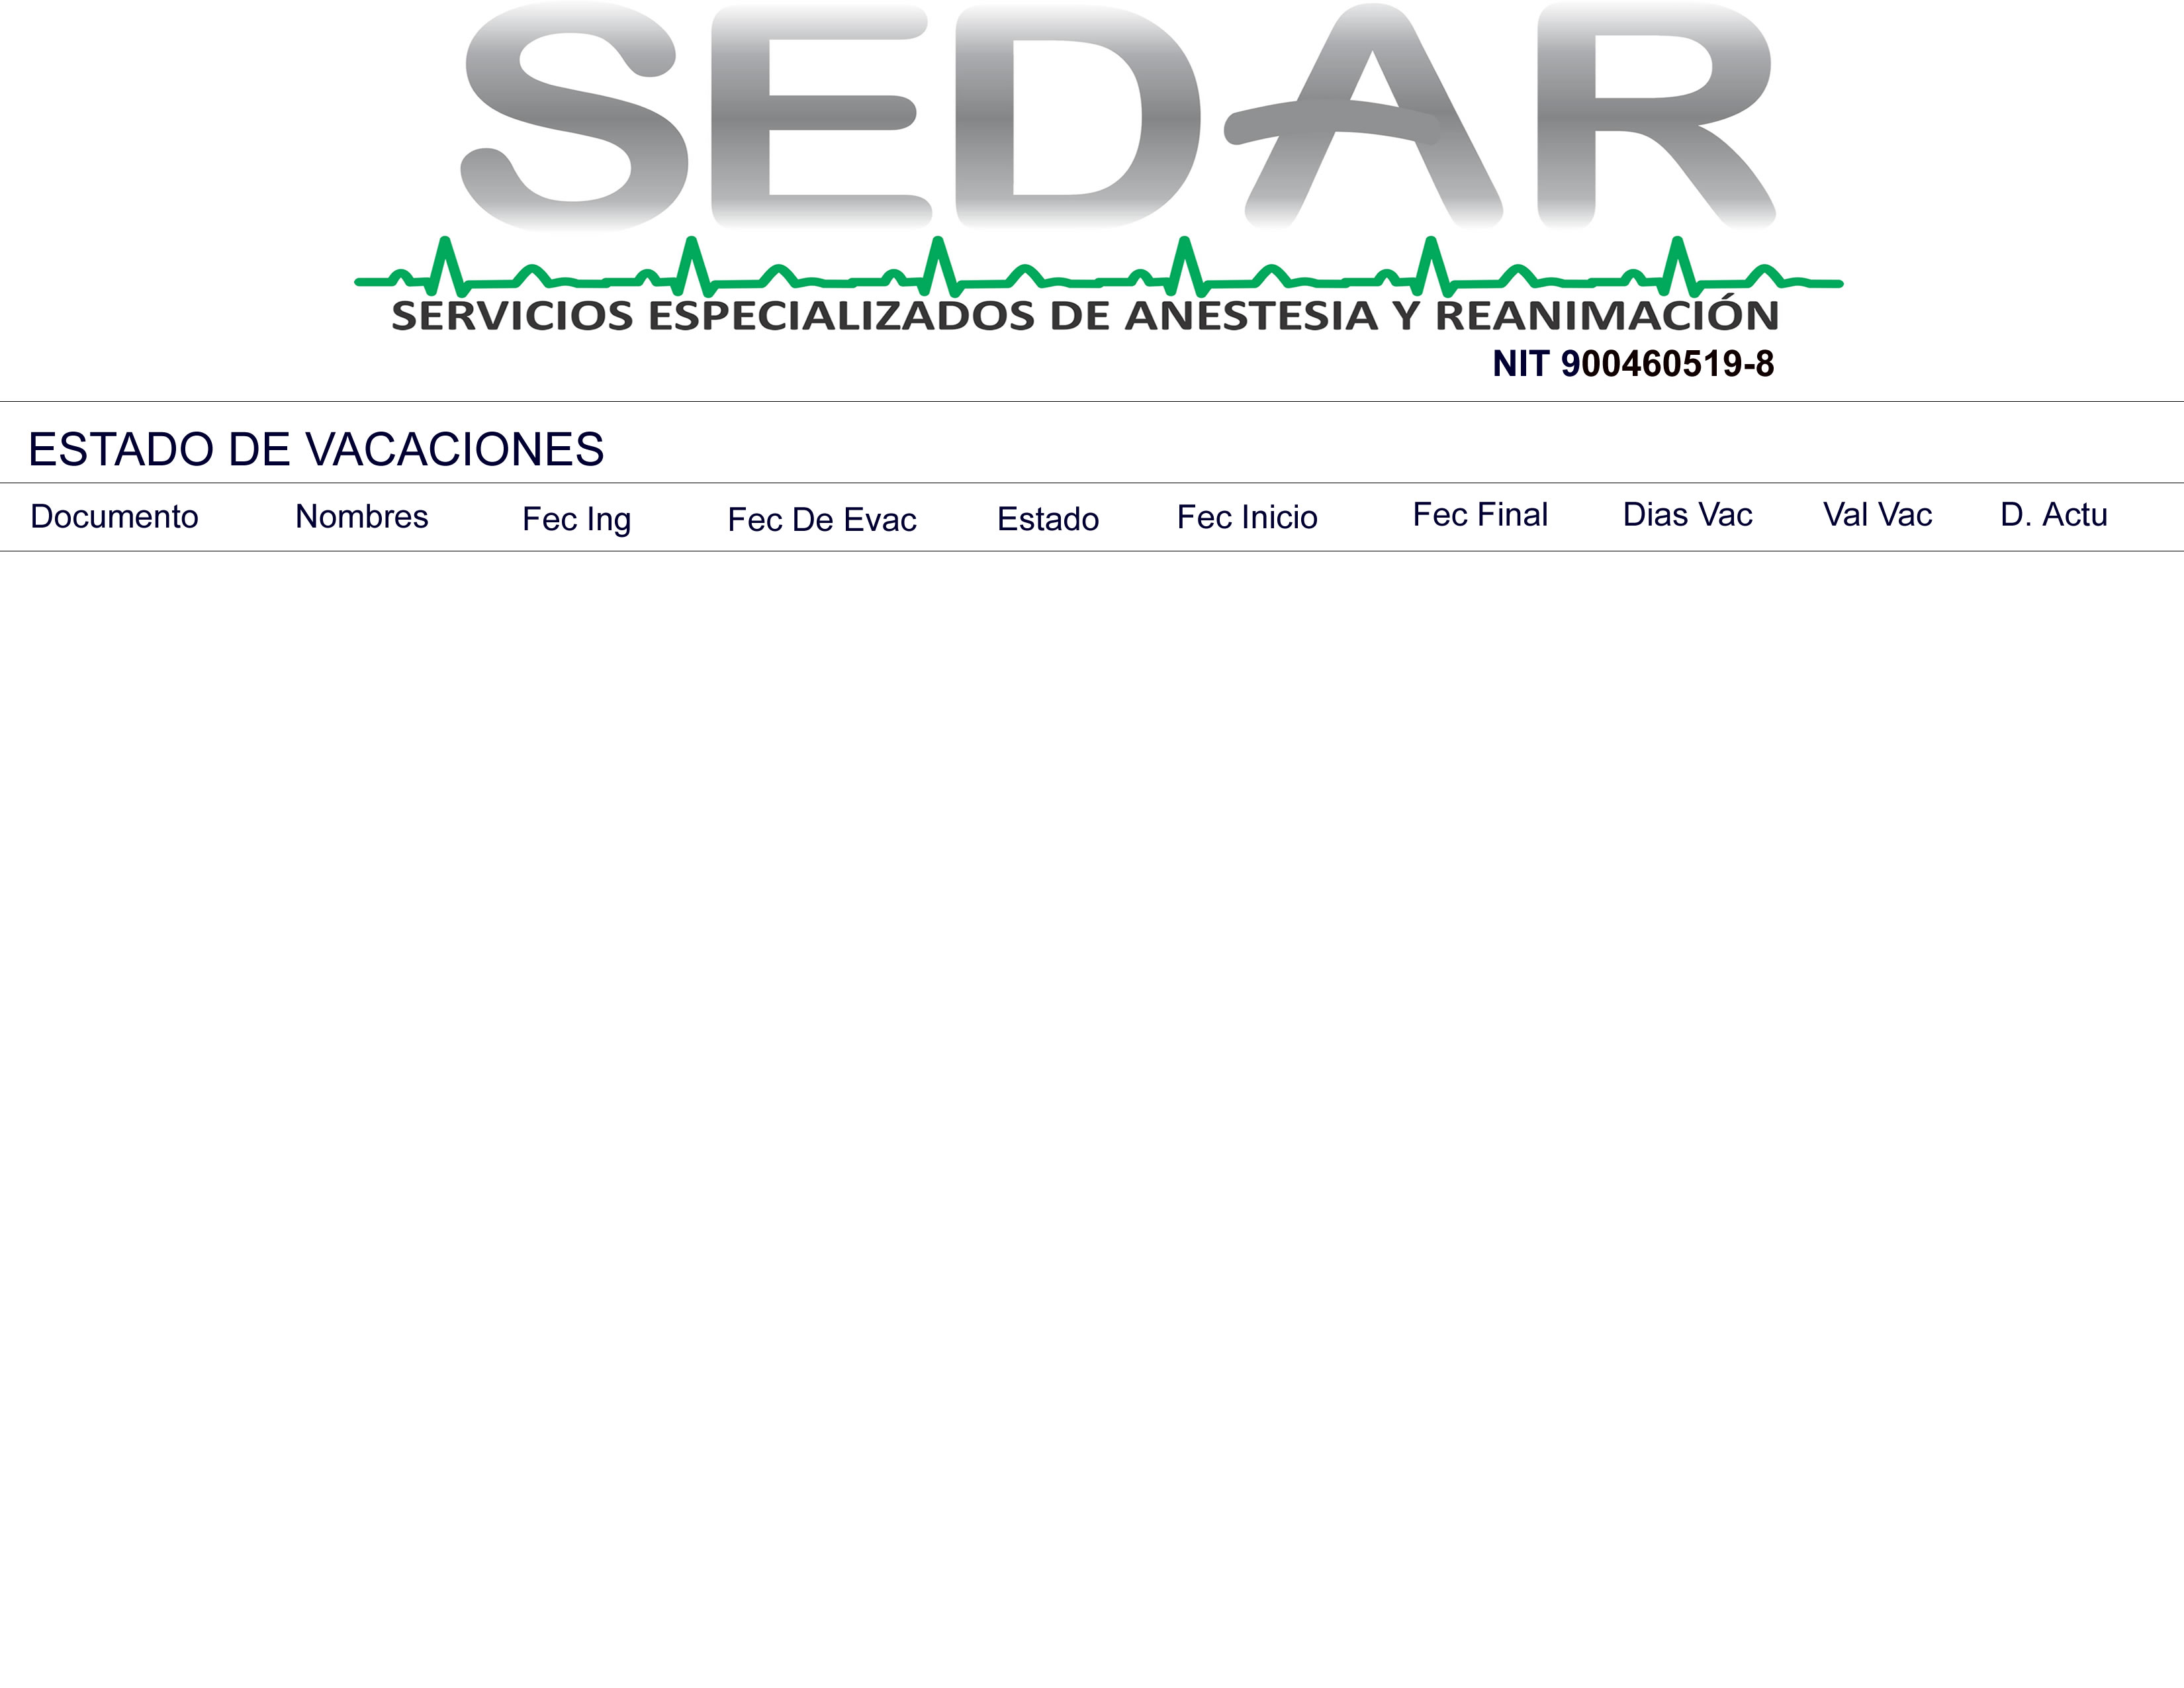 SEDAR
SERVICIOS ESPECIALIZADOS DE ANESTESIA Y REANIMACIÓN
NIT 900460519-8
ESTADO DE VACACIONES
Documento Nombres Fec Ing Fec De Evac Estado Fec Inicio Fec Final Dias Vac Val Vac D. Actu